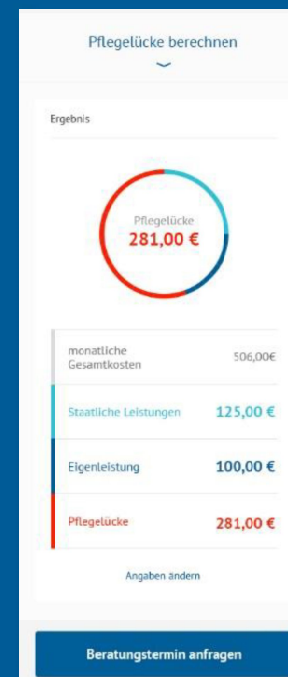 Pflegelücke berechnen
Ergebnis
Pflegelücke
281,00 €
monatliche
Gesamtkosten
506,00€
Staatliche Leistungen
125,00 €
Eigenleistung
100,00 €
Pflegelücke
281,00 €
Angaben ändern
Beratungstermin anfragen